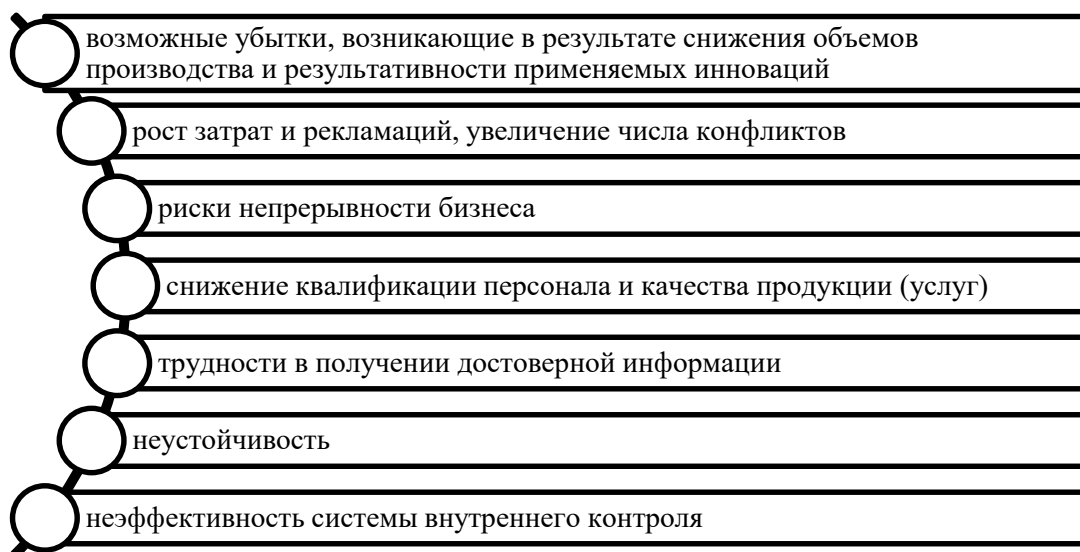 возможные убытки, возникающие в результате снижения объемов
производства и результативности применяемых инноваций
рост затрат и рекламаций, увеличение числа конфликтов
риски непрерывности бизнеса
снижение квалификации персонала и качества продукции (услуг)
трудности в получении достоверной информации
неустойчивость
неэффективность системы внутреннего контроля